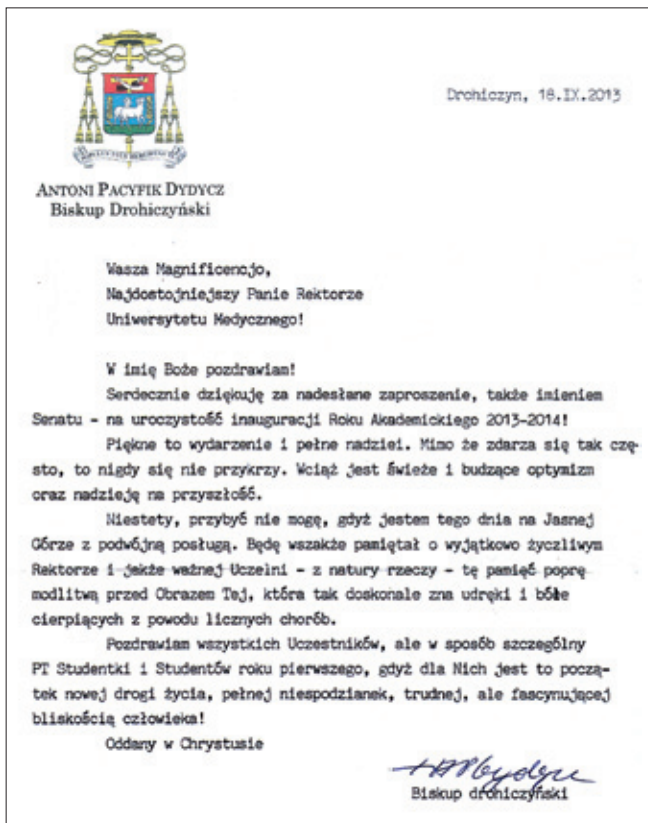 Drohiczyn, 18.IX.2013
ANTONI PACYFIK DYDYCZ
Biskup Drohiczyński
Wasza Magnificencjo,
Najdostojniejszy Panie Rektorze
Uniwersytetu Medycznego!
W imię Boże pozdrawiam!
Serdecznie dziękuję za nadesłane zaproszenie, także imieniem
Senatu – na uroczystość inauguracji Roku Akademickiego 2013-2014!
Piękne to wydarzenie i pełne nadziei. Mimo że zdarza się tak czę-
sto, to nigdy się nie przykrzy. Wciąż jest świeże i budzące optymizm
oraz nadzieję na przyszłość.
Niestety, przybyć nie mogę, gdyż jestem tego dnia na Jasnej
Górze z podwójną posługą. Będę wszakże pamiętał o wyjątkowo życzliwym
Rektorze i jakże ważnej Uczelni – z natury rzeczy – tę pamięć poprę
modlitwą przed Obrazem Tej, która tak doskonale zna udręki i bóle
cierpiących z powodu licznych chorób.
Pozdrawiam wszystkich Uczestników, ale w sposób szczególny
PT Studentki i Studentów roku pierwszego, gdyż dla Nich jest to począ-
tek nowej drogi życia, pełnej niespodzianek, trudnej, ale fascynującej
bliskością człowieka!
Oddany w Chrystusie
Biskup drohiczyński